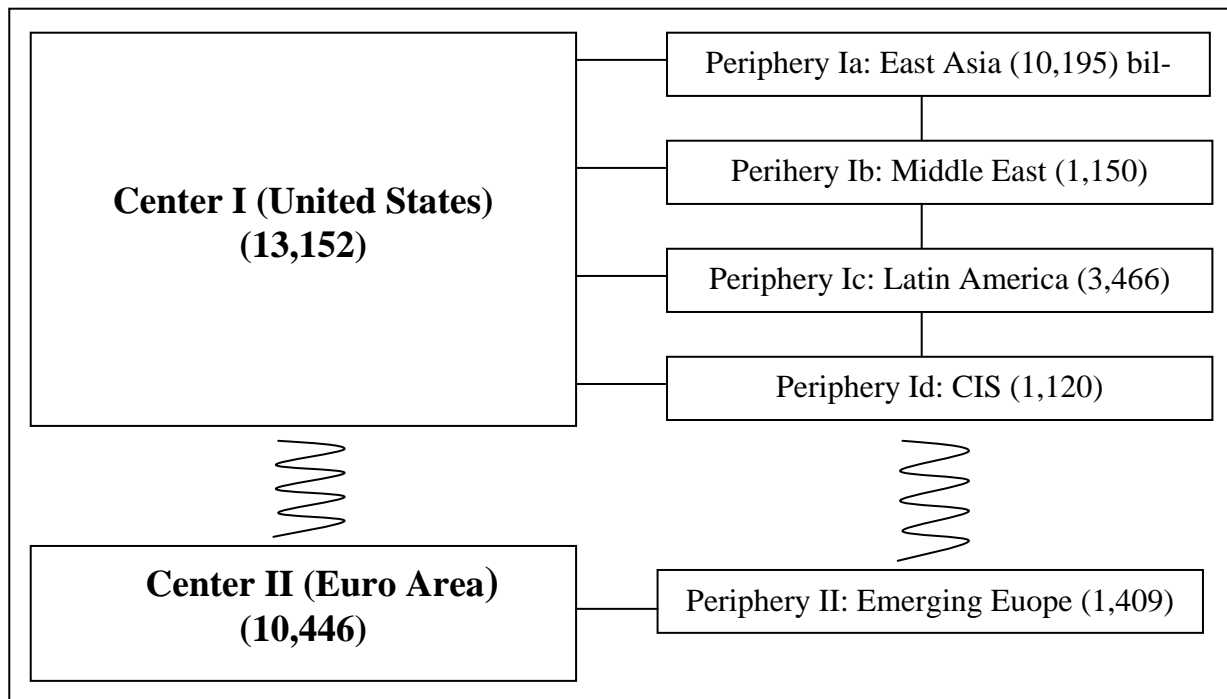 Center I (United States)
(13,152)
Periphery Ia: East Asia (10,195) bil-
Perihery Ib: Middle East (1,150)
Periphery Ic: Latin America (3,466)
Periphery Id: CIS (1,120)
Center II (Euro Area)
(10,446)
Periphery II: Emerging Euope (1,409)